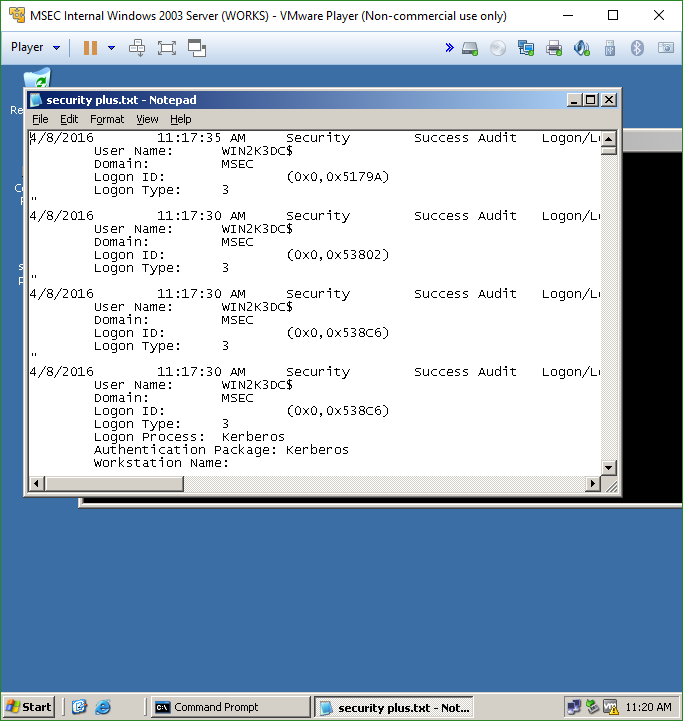 MSEC Internal Windows 2003 Server (WORKS) - VMware Player (Non-commercial use only)
Player
security plus.txt - Notepad
File Edit Format View Help
4/8/2016 11:17:35 AM Security Success Audit Logon/Lo
User Name: WIN2K3DC$
Domain: MSEC
Logon ID: (0x0,0x5179A)
Logon Type: 3
"
4/8/2016 11:17:30 AM Security Success Audit Logon/Lo
User Name: WIN2K3DC$
Domain: MSEC
Logon ID: (0x0,0x53802)
Logon Type: 3
"
4/8/2016 11:17:30 AM Security Success Audit Logon/Lo
User Name: WIN2K3DC$
Domain: MSEC
Logon ID: (0x0,0x538C6)
Logon Type: 3
"
4/8/2016 11:17:30 AM Security Success Audit Logon/Lo
User Name: WIN2K3DC$
Domain: MSEC
Logon ID: (0x0,0x538C6)
Logon Type: 3
Logon Process: Kerberos
Authentication Package: Kerberos
Workstation Name:
Start Command Prompt security plus.txt - Not... 11:20 AM